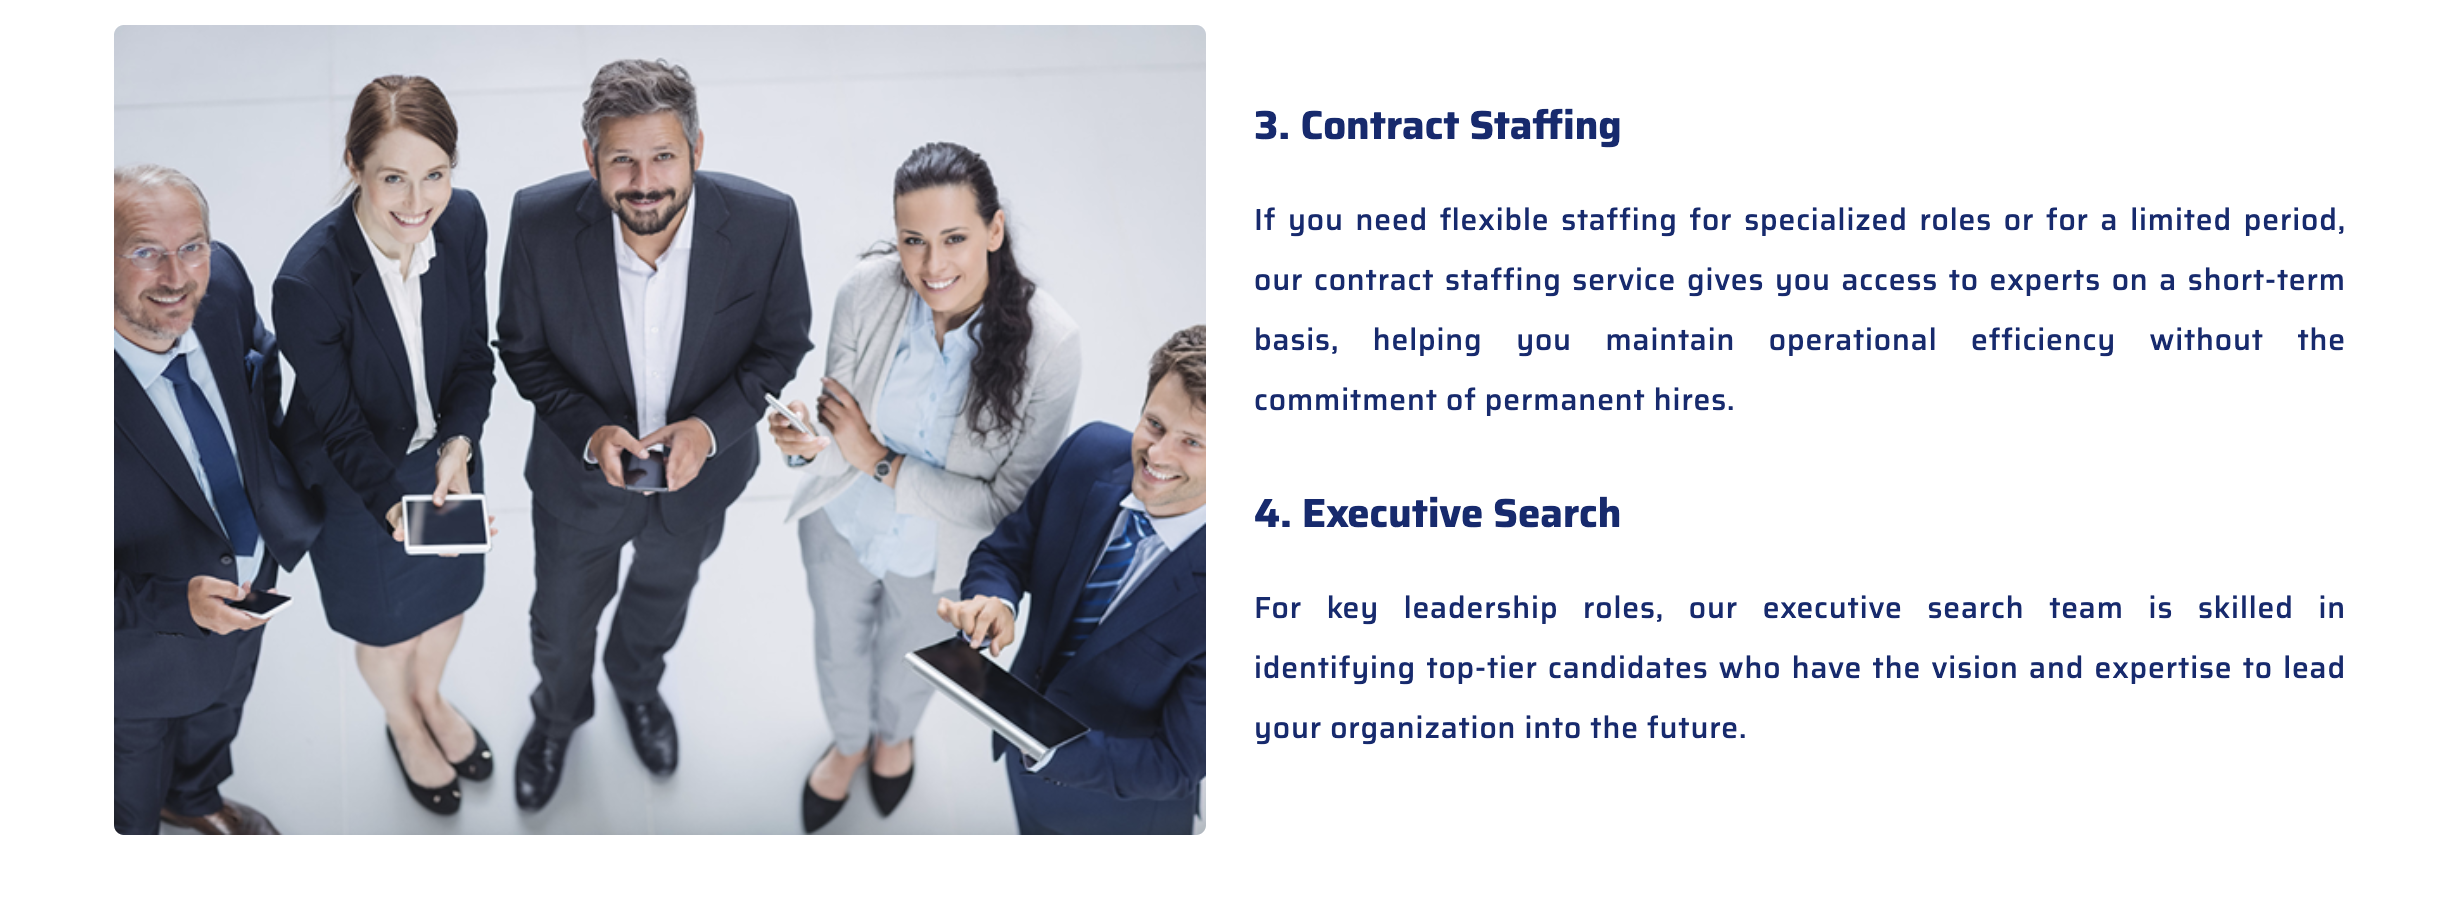 3. Contract Staffing
If you need flexible staffing for specialized roles or for a limited period,
our contract staffing service gives you access to experts on a short-term
basis, helping you maintain operational efficiency without the
commitment of permanent hires.
4. Executive Search
For key leadership roles, our executive search team is skilled in
identifying top-tier candidates who have the vision and expertise to lead
your organization into the future.